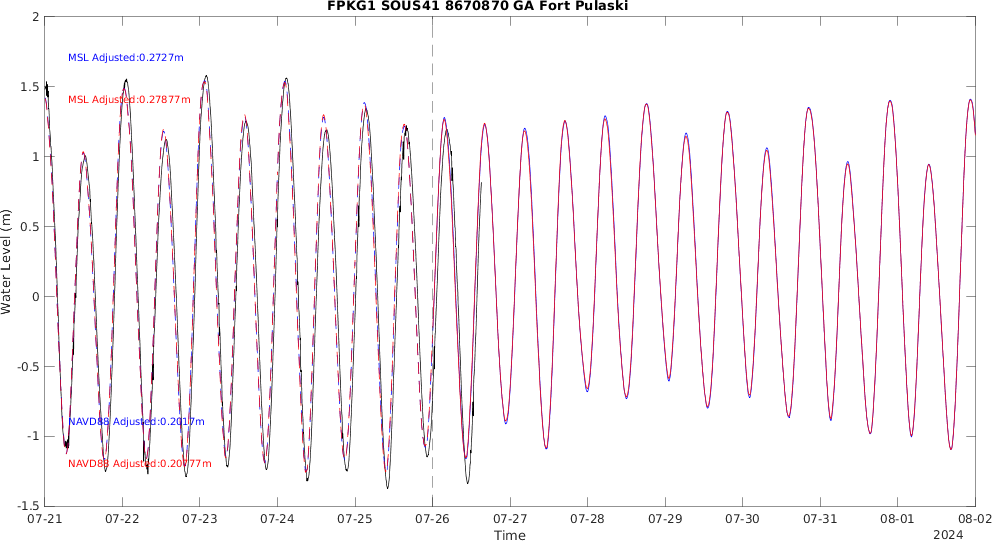 FPKG1 SOUS41 8670870 GA Fort Pulaski
2
1.5
1
0.5
0
-0.5
-1
-1.5
Water Level (m)
MSL Adjusted:0.2727m
MSL Adjusted:0.27877m
NAVD88 Adjusted:0.2017m
NAVD88 Adjusted:0.20777m
07-21 07-22 07-23 07-24 07-25 07-26 07-27 07-28 07-29 07-30 07-31 08-01 08-02
Time
2024